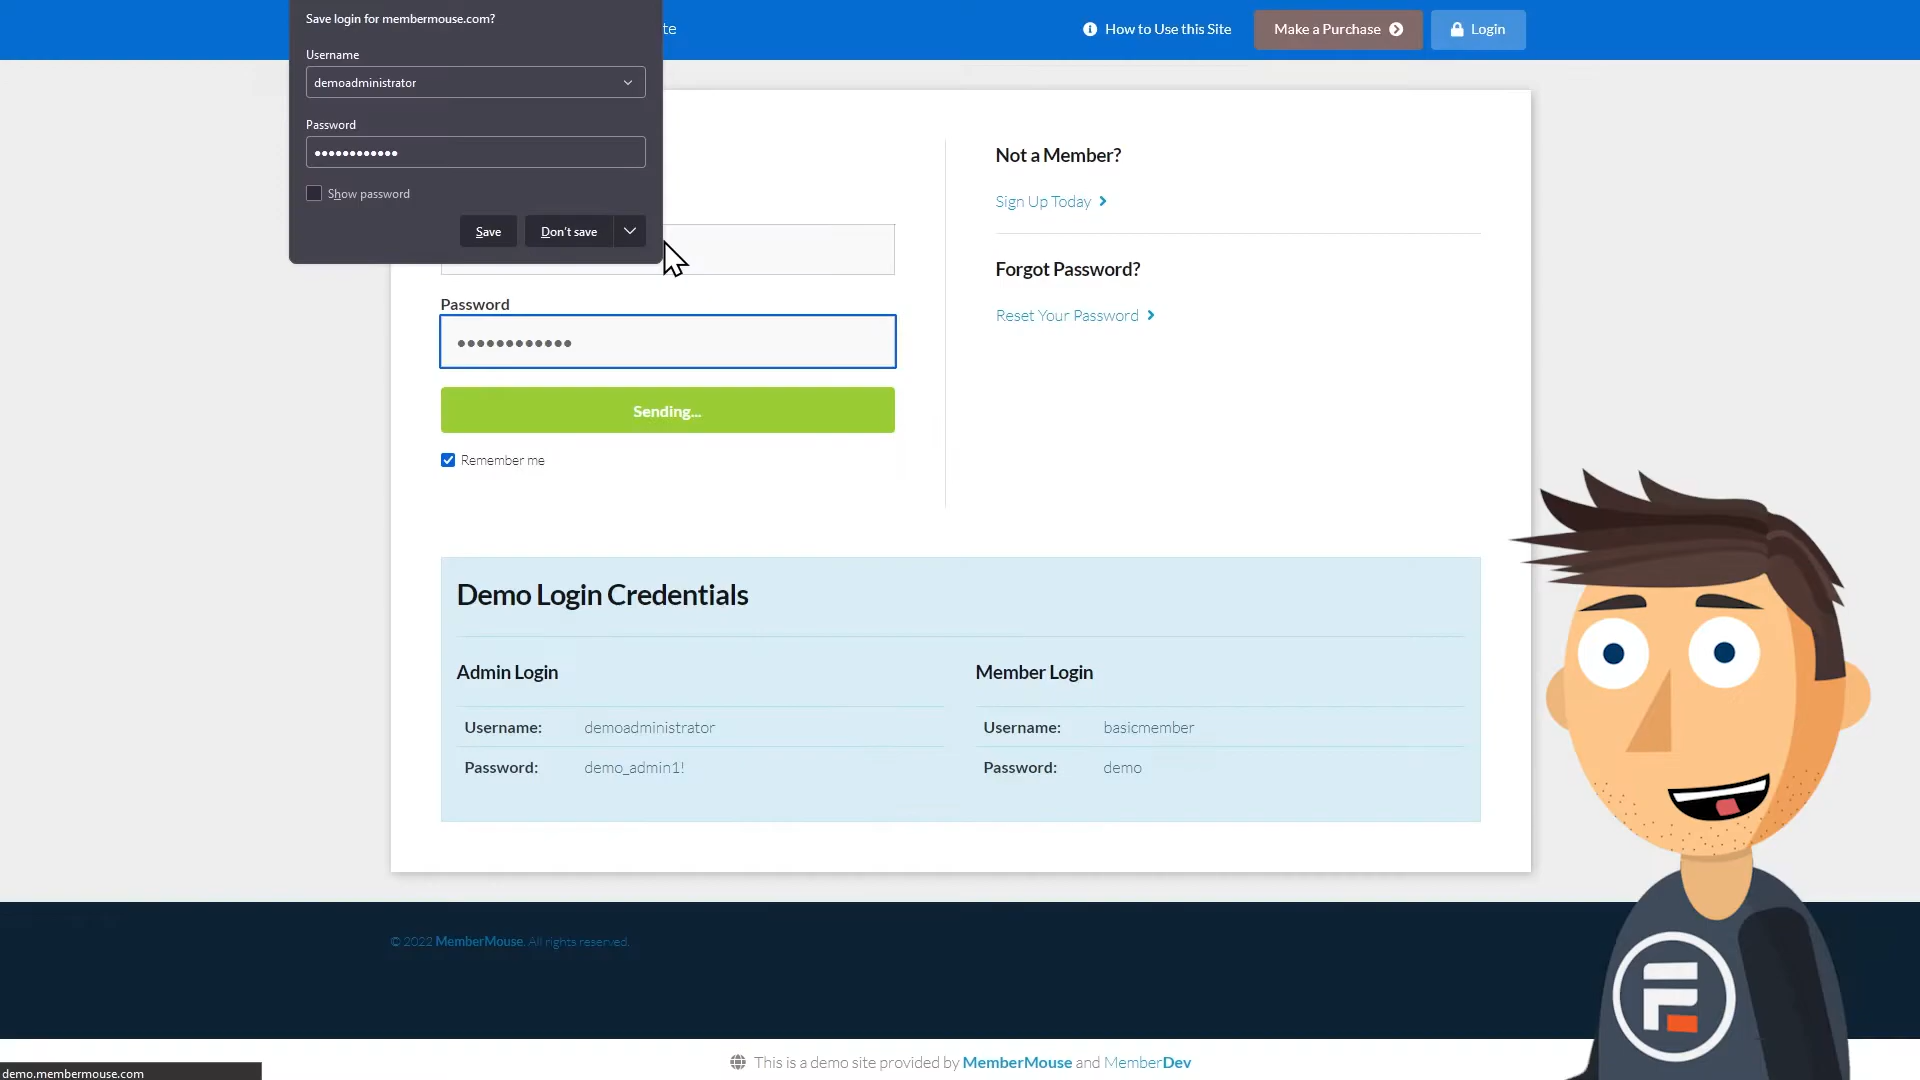 Save login for membermouse.com?
Username
demoadministrator
Password
••••••••••••
Show password
Save
Don't save
te
How to Use this Site
Make a Purchase
Login
Password
••••••••••••
Sending...
Remember me
Not a Member?
Sign Up Today
Forgot Password?
Reset Your Password
Demo Login Credentials
Admin Login
Username: demoadministrator
Password: demo_admin1!
Member Login
Username: basicmember
Password: demo
© 2022 MemberMouse. All rights reserved.
This is a demo site provided by MemberMouse and MemberDev
demo.membermouse.com